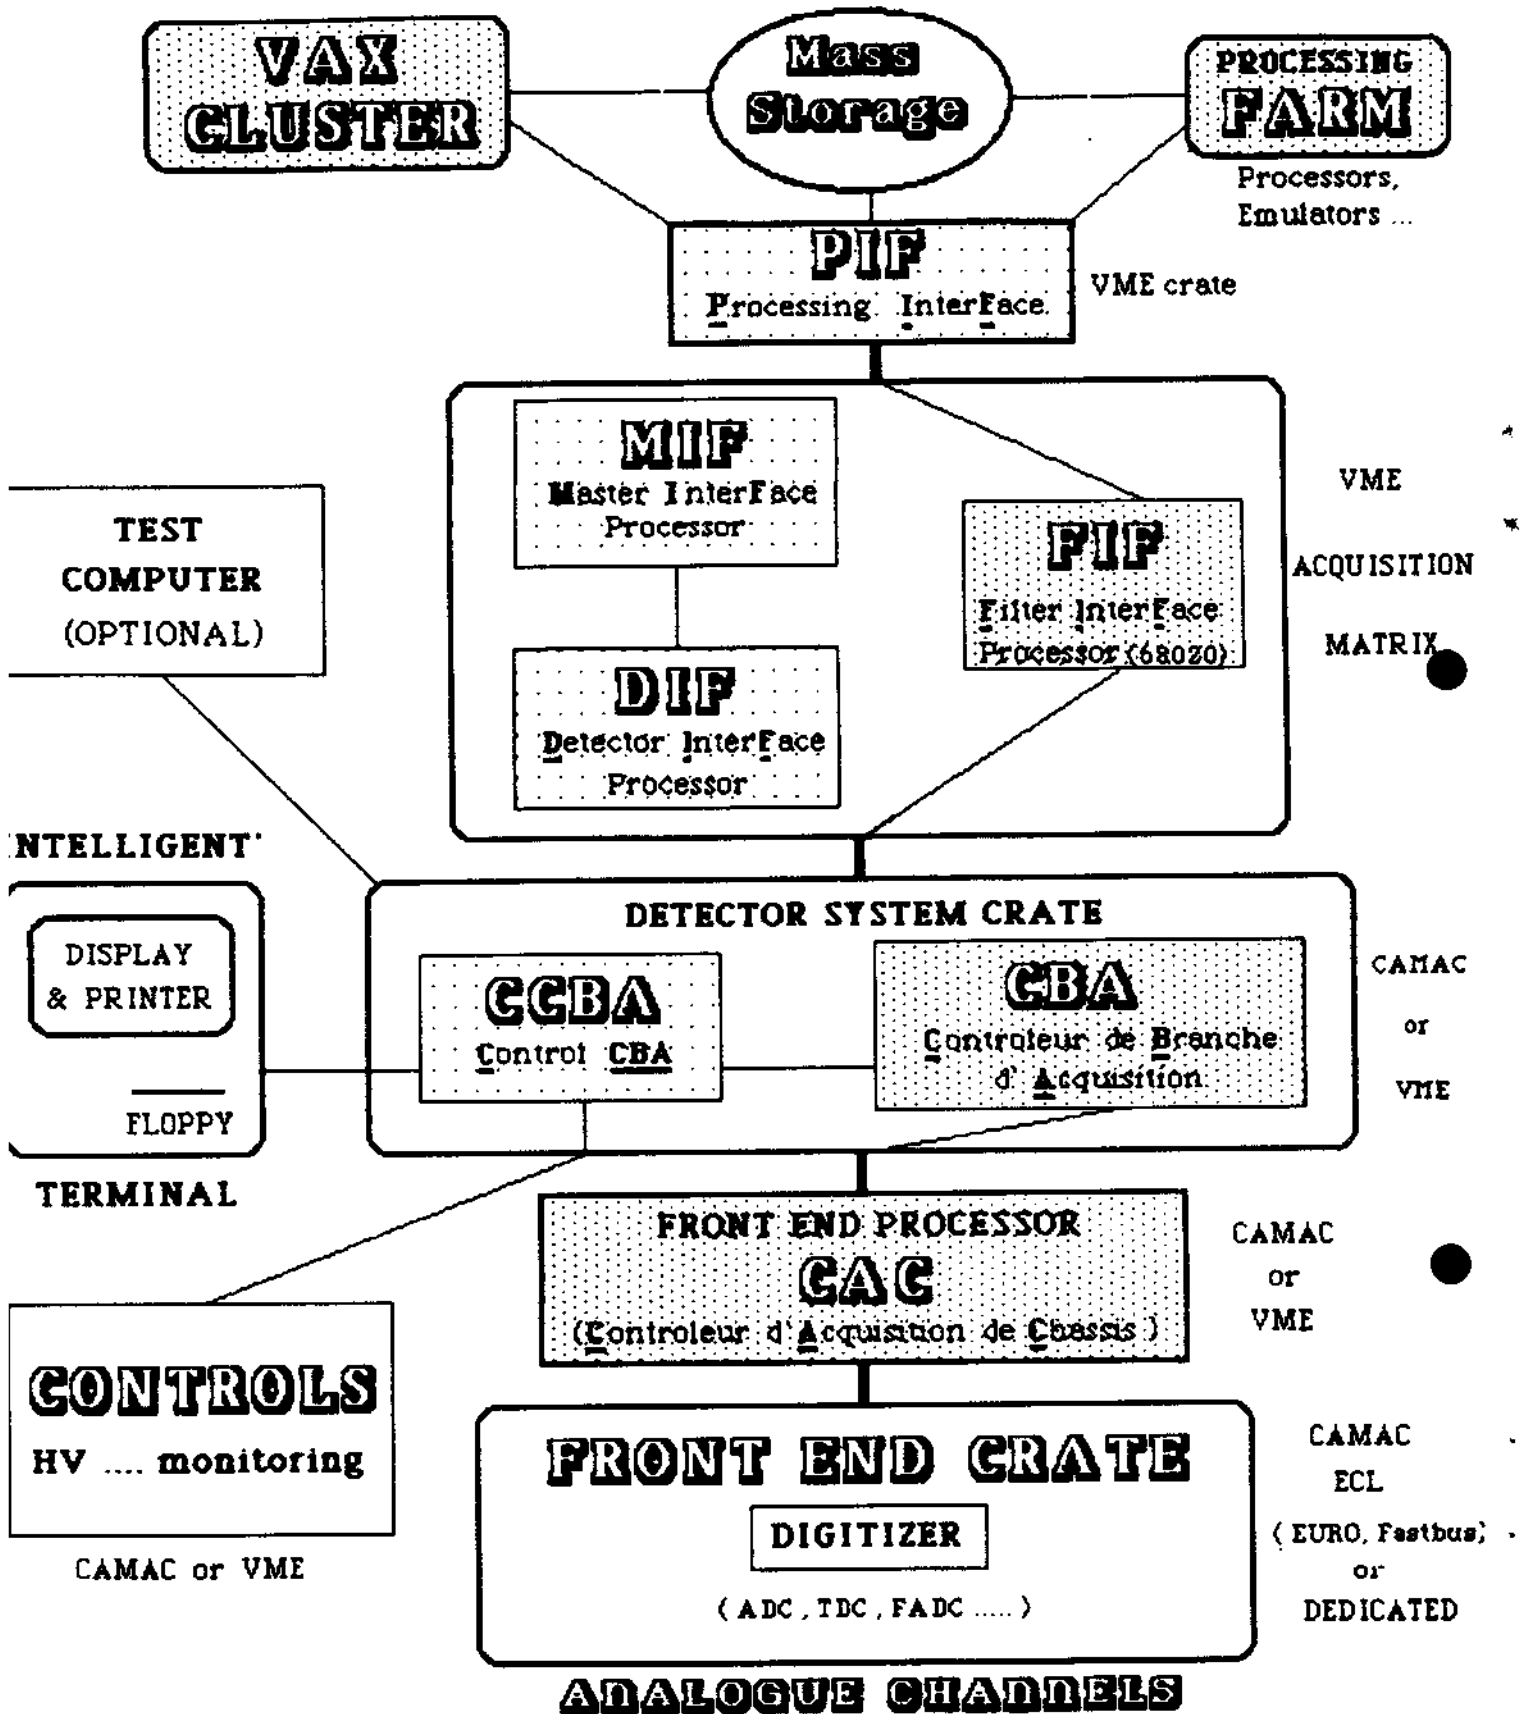 VAX
CLUSTER
Mass
Storage
PROCESSING
FARM
Processors,
Emulators ...
PIF
Processing InterFace
VME crate
MIF
Master InterFace
Processor
FIF
Filter InterFace
Processor (68020)
VME
ACQUISITION
MATRIX
TEST
COMPUTER
(OPTIONAL)
DIF
Detector InterFace
Processor
NTELLIGENT'
DISPLAY
& PRINTER
FLOPPY
TERMINAL
DETECTOR SYSTEM CRATE
CCBA
Control CBA
CBA
Controleur de Branche
d' Acquisition
CAMAC
or
VME
FRONT END PROCESSOR
CAC
(Controleur d'Acquisition de Chassis)
CAMAC
or
VME
CONTROLS
HV .... monitoring
CAMAC or VME
FRONT END CRATE
DIGITIZER
( ADC , TDC , FADC ..... )
CAMAC
ECL
( EURO, Fastbus)
or
DEDICATED
ANALOGUE CHANNELS